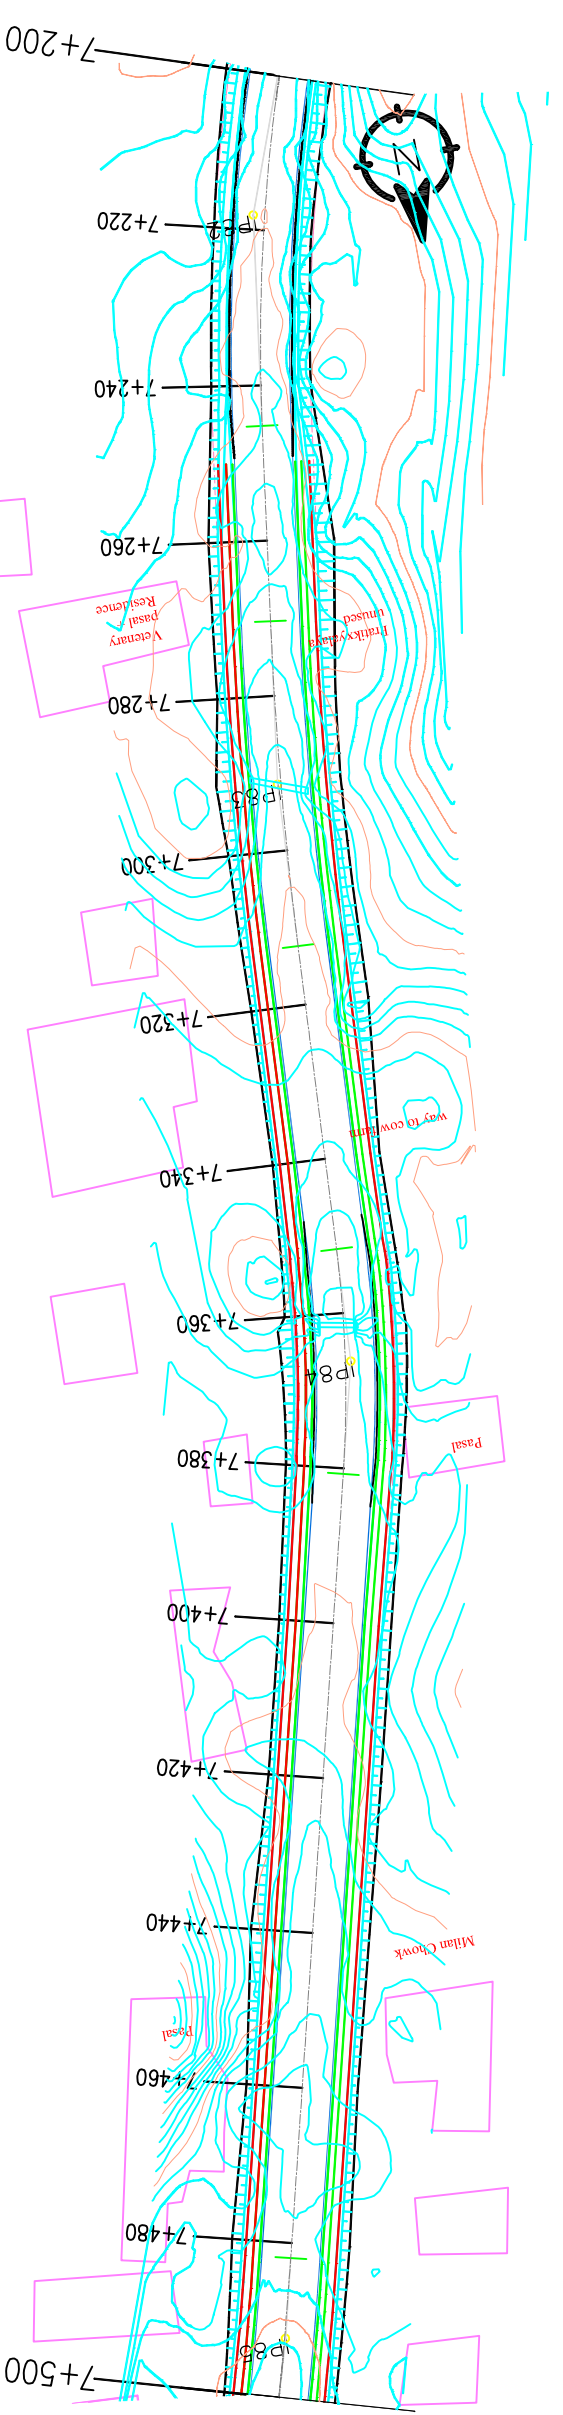 7+200
N
7+220
IP82
7+240
7+260
Vetenary
pasal +
Residence
Pratikxyalaya
unused
7+280
IP83
7+300
7+320
way to cow farm
7+340
7+360
IP84
7+380
Pasal
7+400
7+420
7+440
Milan Chowk
Pasal
7+460
7+480
IP85
7+500